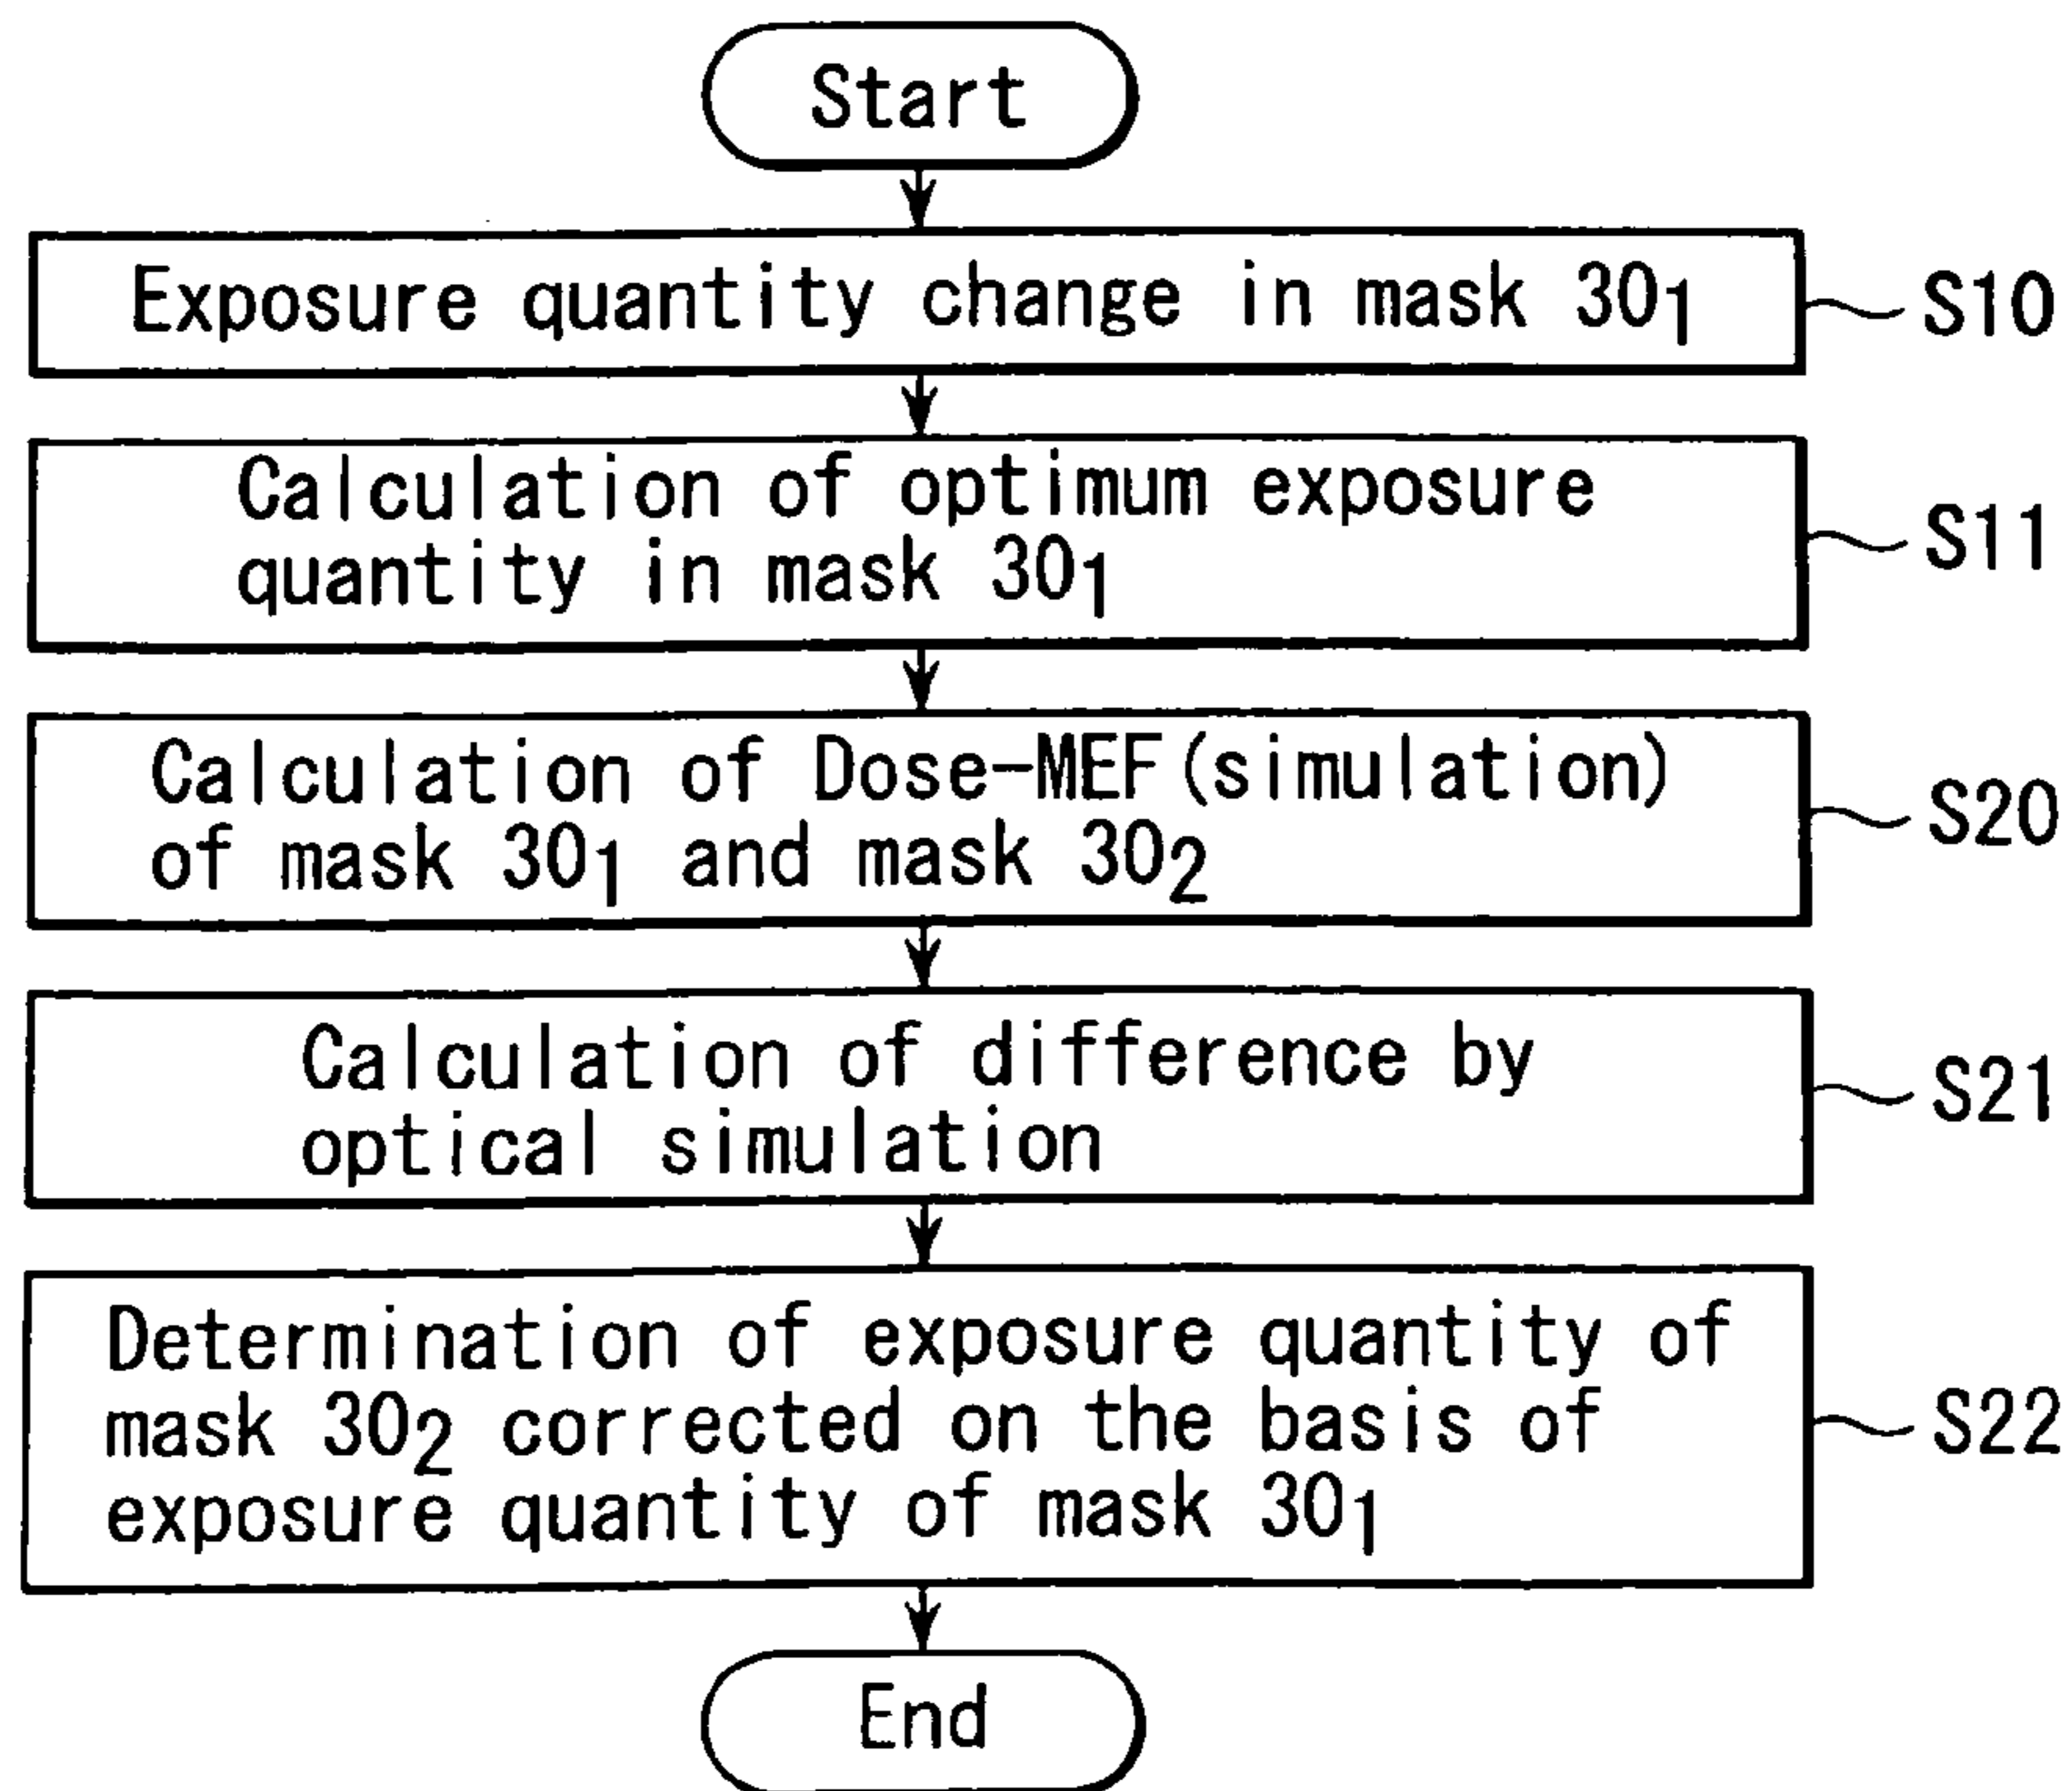 Start
Exposure quantity change in mask 30₁
S10
Calculation of optimum exposure
quantity in mask 30₁
S11
Calculation of Dose-MEF(simulation)
of mask 30₁ and mask 30₂
S20
Calculation of difference by
optical simulation
S21
Determination of exposure quantity of
mask 30₂ corrected on the basis of
exposure quantity of mask 30₁
S22
End